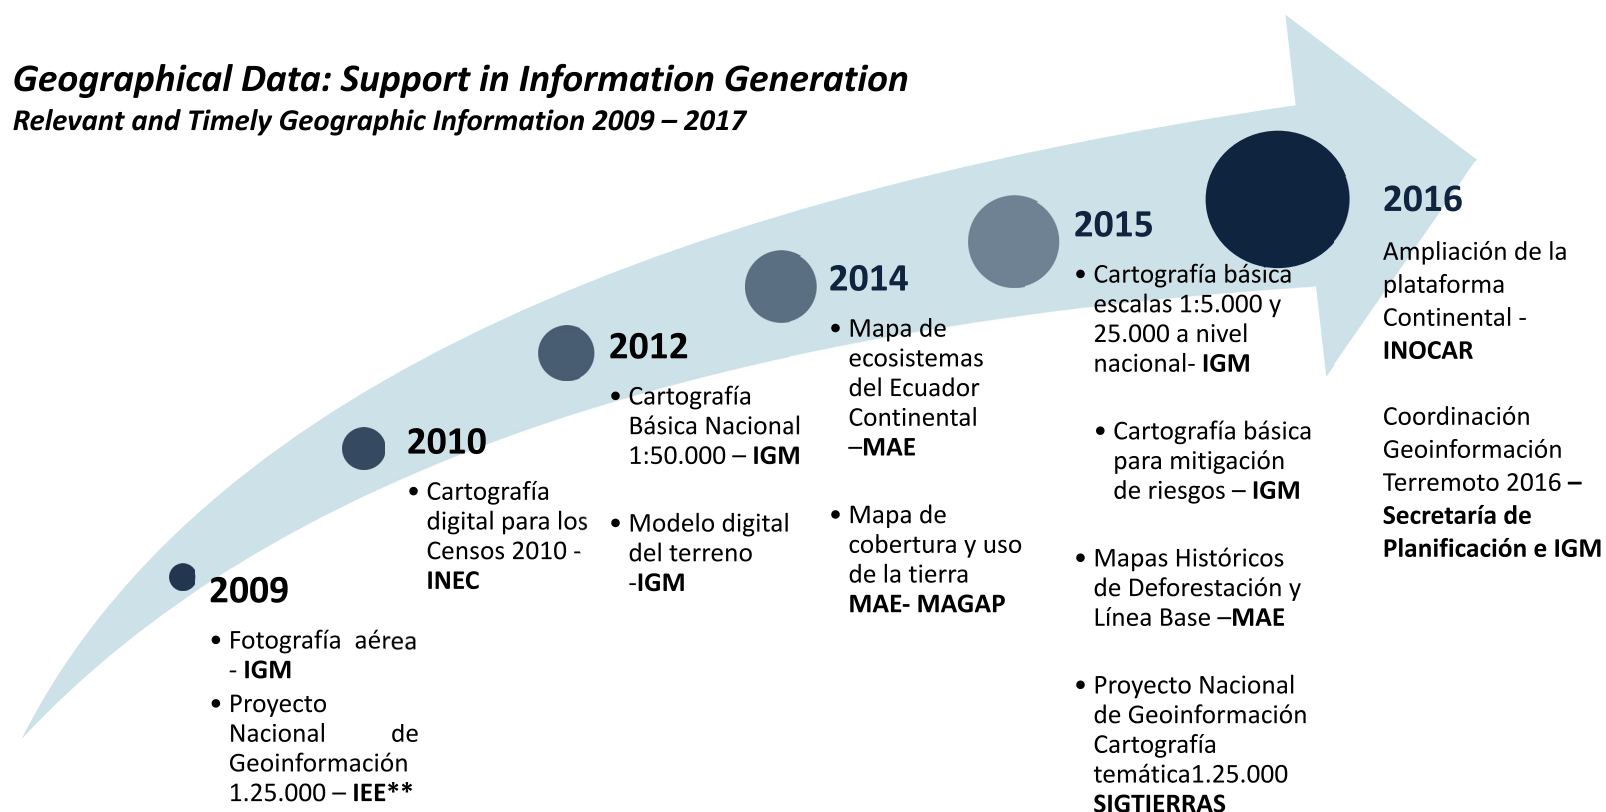 Geographical Data: Support in Information Generation
Relevant and Timely Geographic Information 2009 – 2017
2009
• Fotografía aérea
- IGM
• Proyecto
Nacional de
Geoinformación
1.25.000 – IEE**
2010
• Cartografía
digital para los
Censos 2010 -
INEC
2012
• Cartografía
Básica Nacional
1:50.000 – IGM
• Modelo digital
del terreno
-IGM
2014
• Mapa de
ecosistemas
del Ecuador
Continental
–MAE
• Mapa de
cobertura y uso
de la tierra
MAE- MAGAP
2015
• Cartografía básica
escalas 1:5.000 y
25.000 a nivel
nacional- IGM
• Cartografía básica
para mitigación
de riesgos – IGM
• Mapas Históricos
de Deforestación y
Línea Base –MAE
• Proyecto Nacional
de Geoinformación
Cartografía
temática1.25.000
SIGTIERRAS
2016
Ampliación de la
plataforma
Continental -
INOCAR
Coordinación
Geoinformación
Terremoto 2016 –
Secretaría de
Planificación e IGM